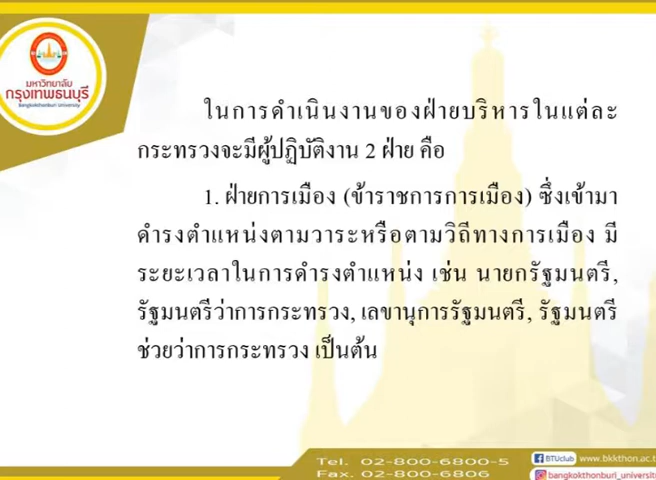 มหาวิทยาลัย
กรุงเทพธนบุรี
Bangkokthonburi University
ในการดำเนินงานของฝ่ายบริหารในแต่ละ
กระทรวงจะมีผู้ปฏิบัติงาน 2 ฝ่าย คือ
1. ฝ่ายการเมือง (ข้าราชการการเมือง) ซึ่งเข้ามา
ดำรงตำแหน่งตามวาระหรือตามวิถีทางการเมือง มี
ระยะเวลาในการดำรงตำแหน่ง เช่น นายกรัฐมนตรี,
รัฐมนตรีว่าการกระทรวง, เลขานุการรัฐมนตรี, รัฐมนตรี
ช่วยว่าการกระทรวง เป็นต้น
Tel. 02-800-6800-5
Fax. 02-800-6806
BTUclub www.bkkthon.ac.t
bangkokthonburi_universit